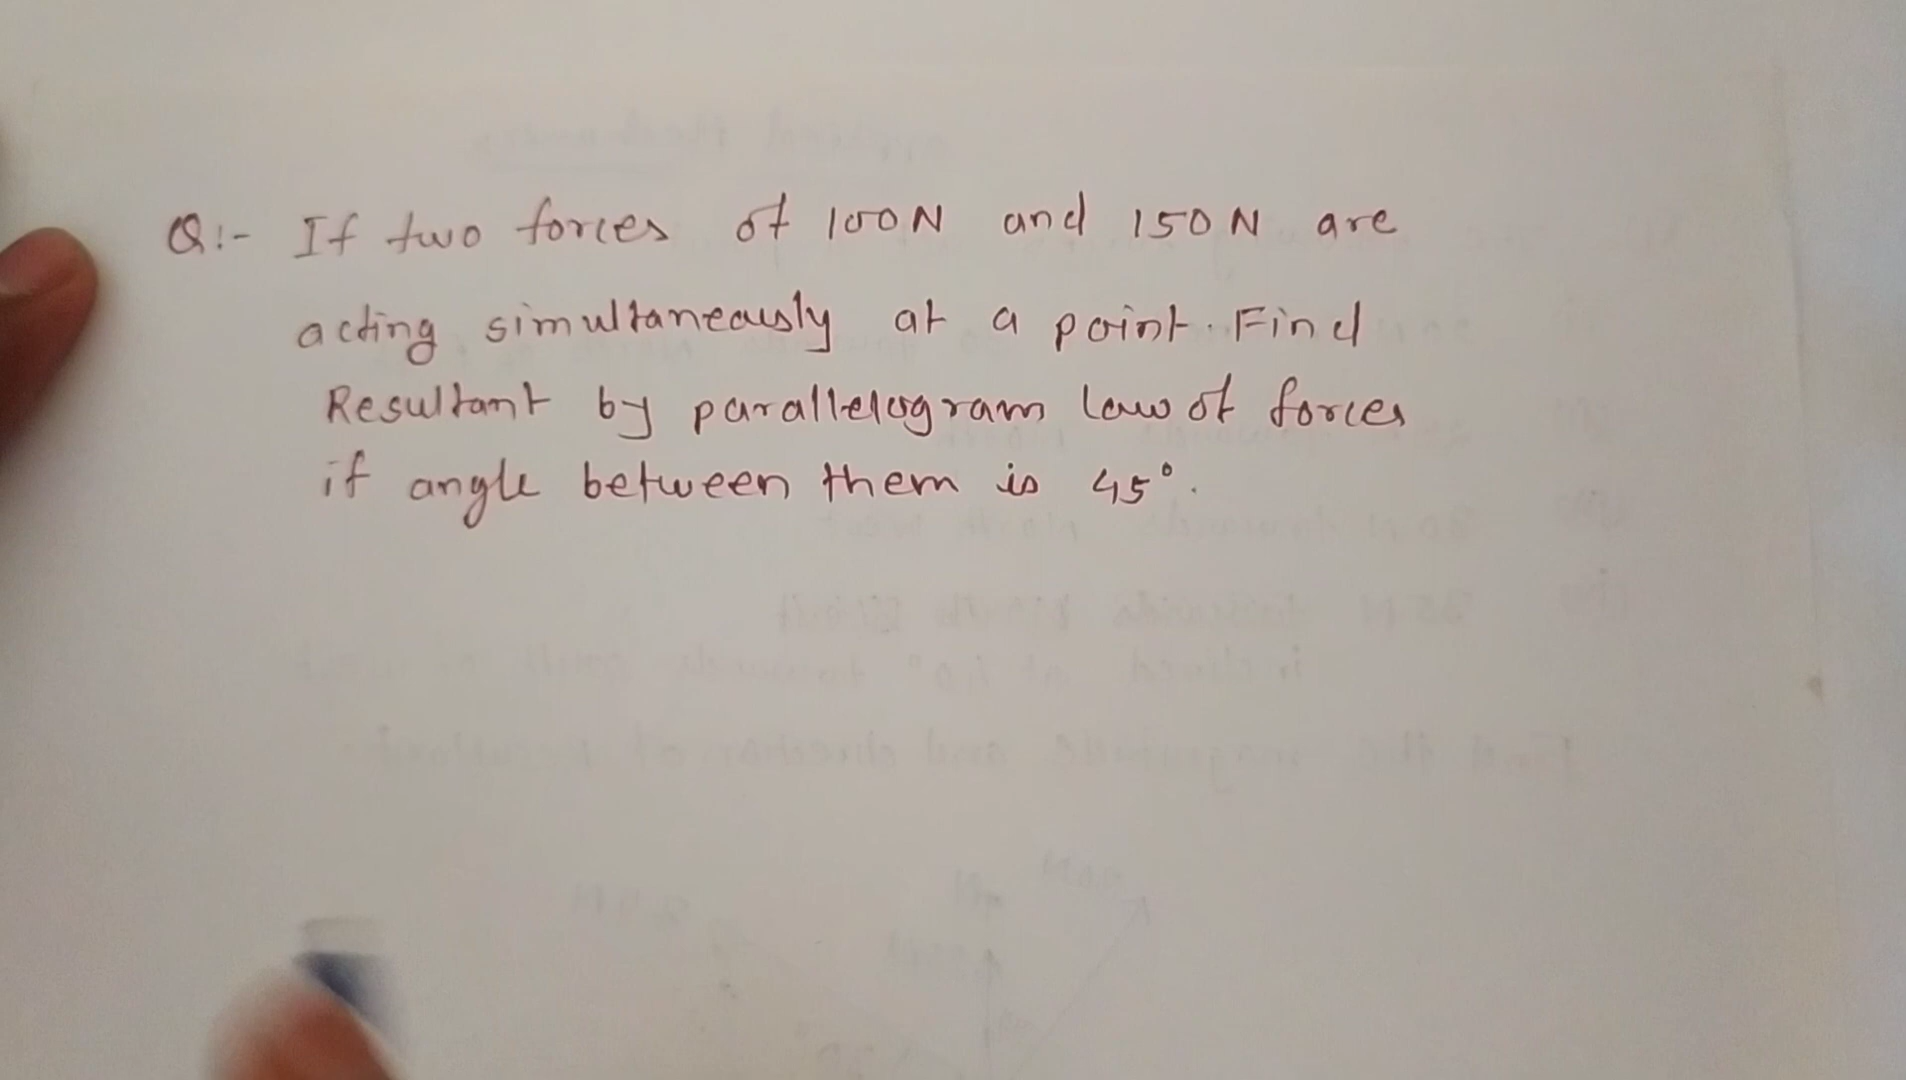 Q:- If two forces of 100N and 150N are
acting simultaneously at a point. Find
Resultant by parallelogram law of forces
if angle between them is 45°.